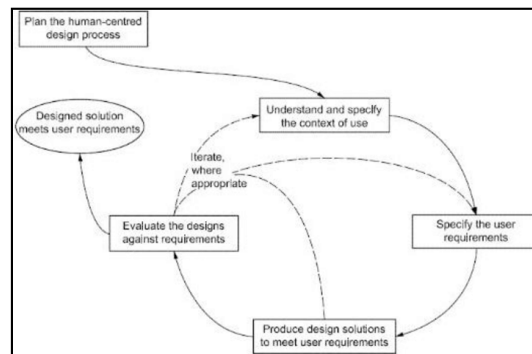 Plan the human-centred
design process
Understand and specify
the context of use
Designed solution
meets user requirements
Iterate,
where
appropriate
Evaluate the designs
against requirements
Specify the user
requirements
Produce design solutions
to meet user requirements